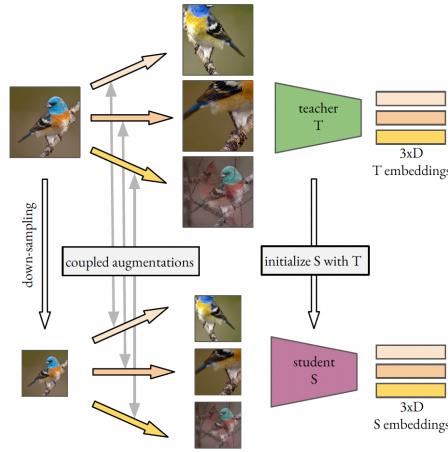 teacher
T
3xD
T embeddings
down-sampling
coupled augmentations
initialize S with T
student
S
3xD
S embeddings